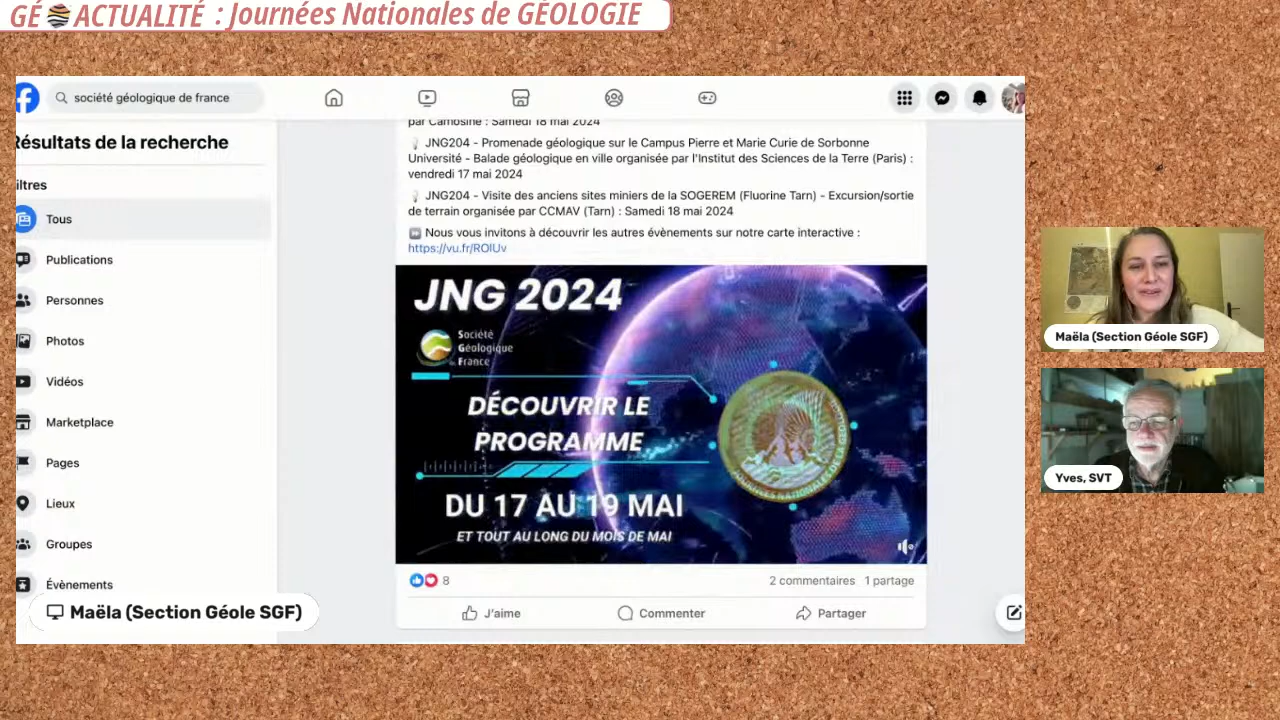 GÉ ACTUALITÉ : Journées Nationales de GÉOLOGIE
société géologique de france
Résultats de la recherche
iltres
Tous
Publications
Personnes
Photos
Vidéos
Marketplace
Pages
Lieux
Groupes
Évènements
par Camosine : Samedi 18 mai 2024
JNG204 - Promenade géologique sur le Campus Pierre et Marie Curie de Sorbonne
Université - Balade géologique en ville organisée par l'Institut des Sciences de la Terre (Paris) :
vendredi 17 mai 2024
JNG204 - Visite des anciens sites miniers de la SOGEREM (Fluorine Tarn) - Excursion/sortie
de terrain organisée par CCMAV (Tarn) : Samedi 18 mai 2024
Nous vous invitons à découvrir les autres évènements sur notre carte interactive :
https://vu.fr/ROlUv
JNG 2024
Société
Géologique
France
DÉCOUVRIR LE
PROGRAMME
DU 17 AU 19 MAI
ET TOUT AU LONG DU MOIS DE MAI
8
2 commentaires 1 partage
J'aime
Commenter
Partager
Maëla (Section Géole SGF)
Maëla (Section Géole SGF)
Yves, SVT